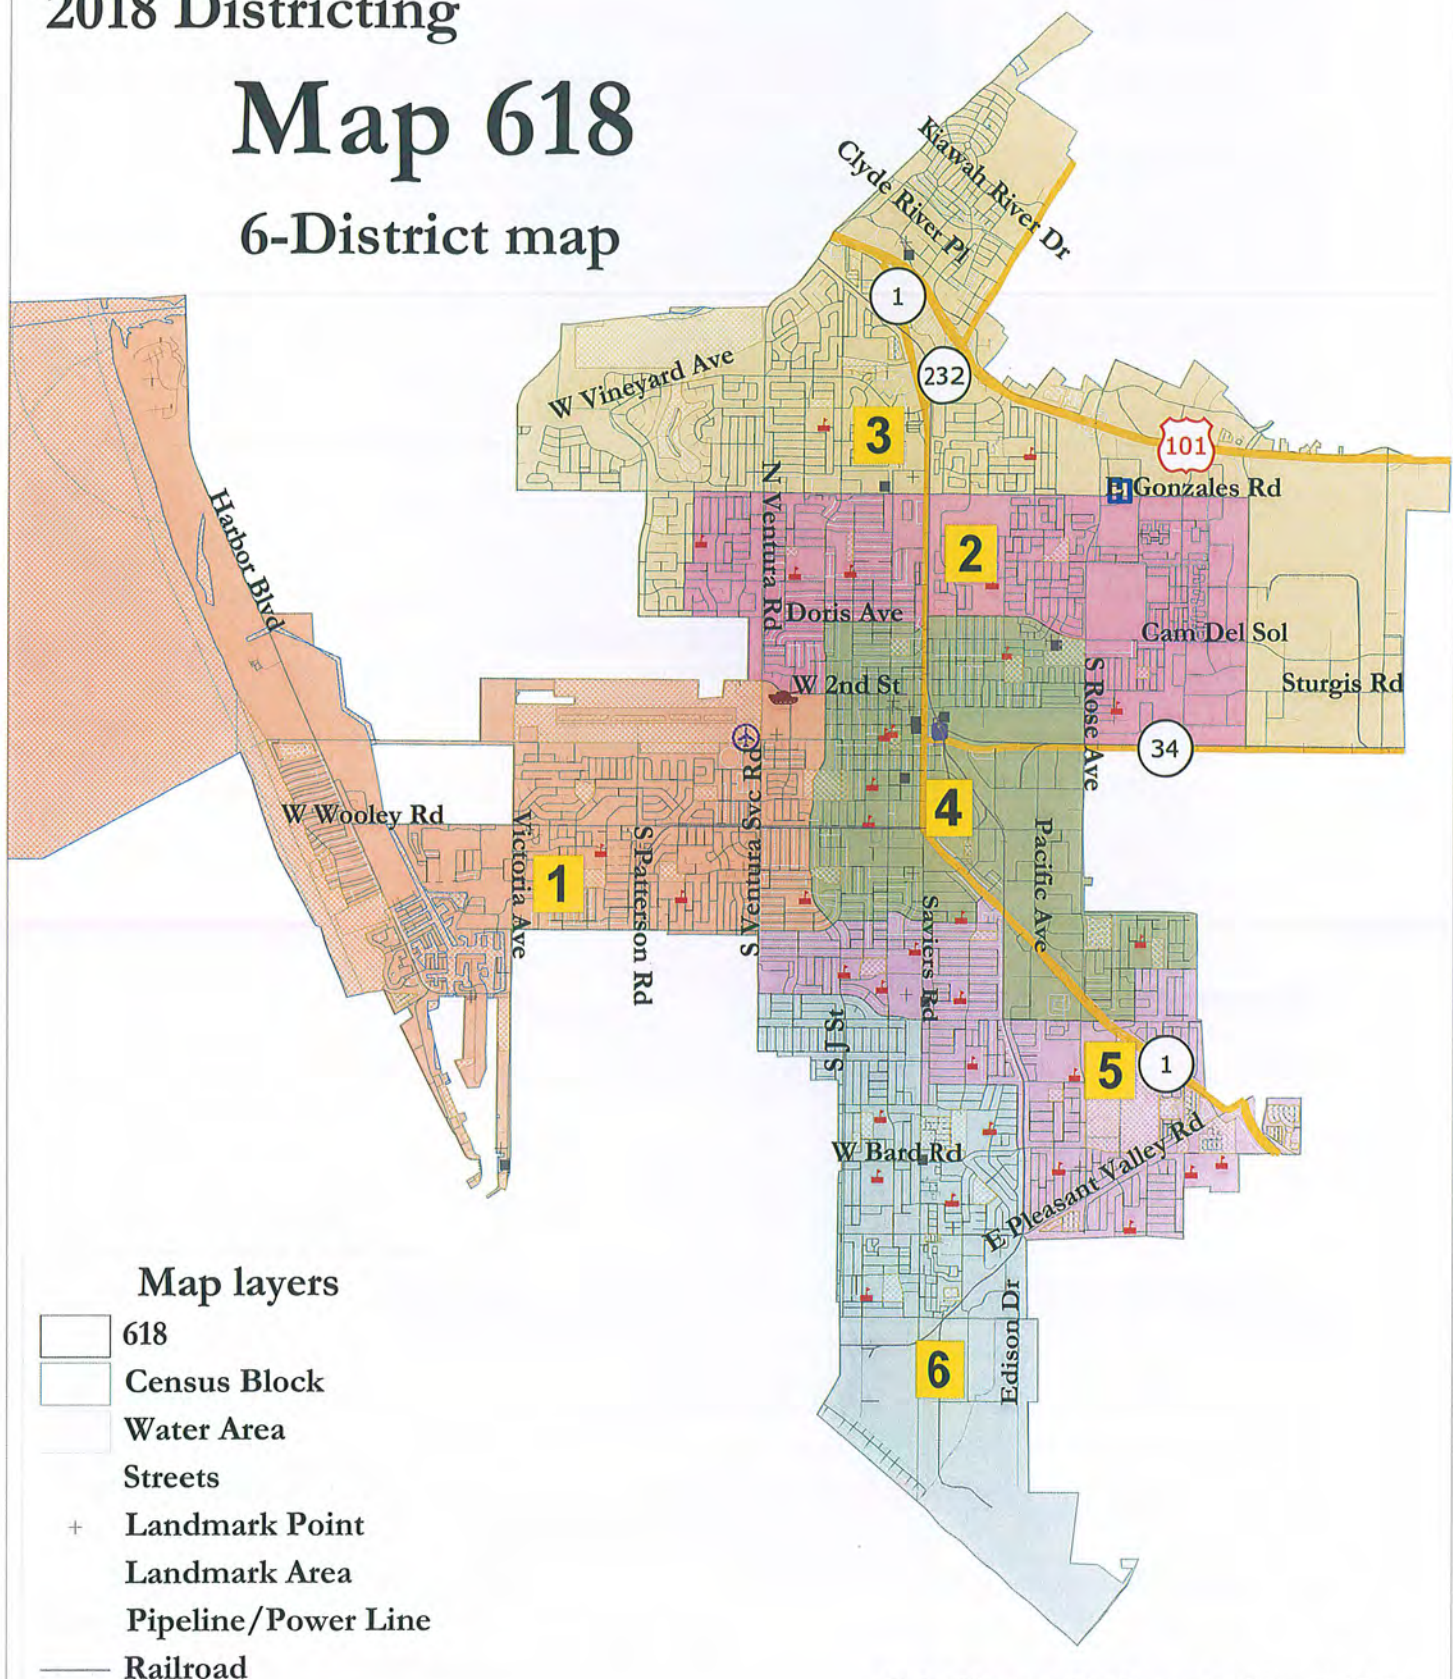 2018 Districting
Map 618
6-District map
Kiawah River Dr
Clyde River Pl
1
232
W Vineyard Ave
3
101
E Gonzales Rd
N Ventura Rd
2
Harbor Blvd
Doris Ave
Cam Del Sol
W 2nd St
S Rose Ave
Sturgis Rd
34
W Wooley Rd
Victoria Ave
S Patterson Rd
S Ventura Svc Rd
4
Pacific Ave
1
Saviers Rd
S J St
5
1
W Bard Rd
E Pleasant Valley Rd
Edison Dr
6
Map layers
618
Census Block
Water Area
Streets
Landmark Point
Landmark Area
Pipeline/Power Line
Railroad